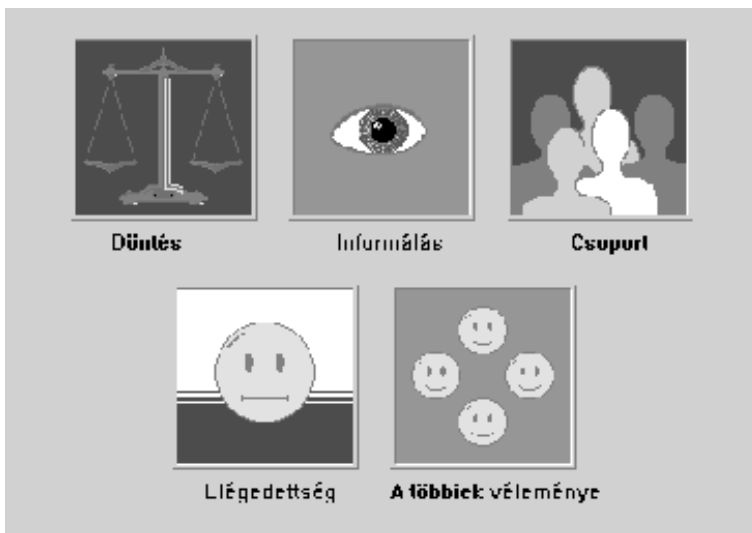 Döntés
Informálás
Csoport
Elégedettség
A többiek véleménye